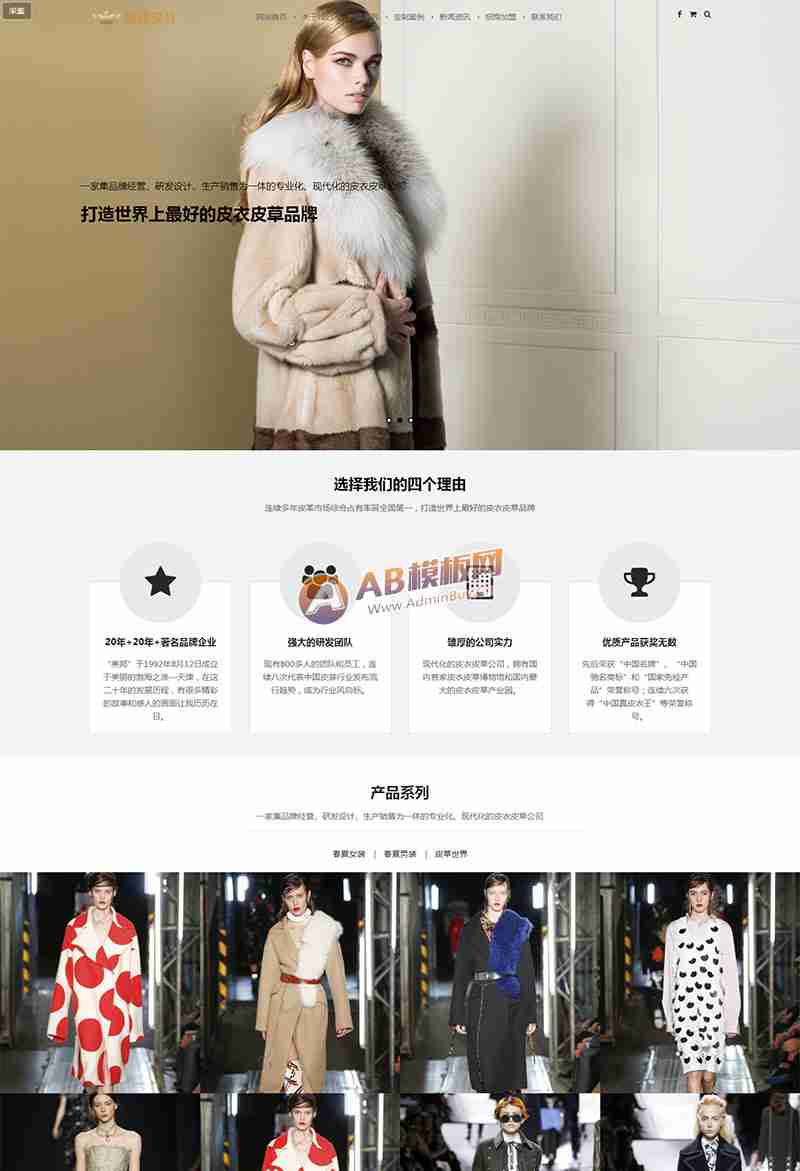 网站首页
定制案例
新闻资讯
招商加盟
联系我们
一家集品牌经营、研发设计、生产销售为一体的专业化、现代化的皮衣皮草
打造世界上最好的皮衣皮草品牌
选择我们的四个理由
连续多年皮革市场综合占有率居全国第一，打造世界上最好的皮衣皮草品牌
AB模板网
Www.AdminBuy
20年+20年+著名品牌企业
于1992年8月12日成立
于美丽的渤海之滨—天津，在这
二十年的发展历程，有很多精彩
的故事和感人的画面让我历历在
目。
强大的研发团队
现有800多人的团队和员工，连
续八次代表中国皮装行业发布流
行趋势，成为行业风向标。
雄厚的公司实力
现代化的皮衣皮草公司，拥有国
内首家皮衣皮草博物馆和国内最
大的皮衣皮草产业园。
优质产品获奖无数
先后荣获“中国名牌”、“中国
驰名商标”和“国家免检产
品”荣誉称号；连续六次获
得“中国真皮衣王”等荣誉称
号。
产品系列
一家集品牌经营、研发设计、生产销售为一体的专业化、现代化的皮衣皮草公司
春夏女装 | 春夏男装 | 皮草世界